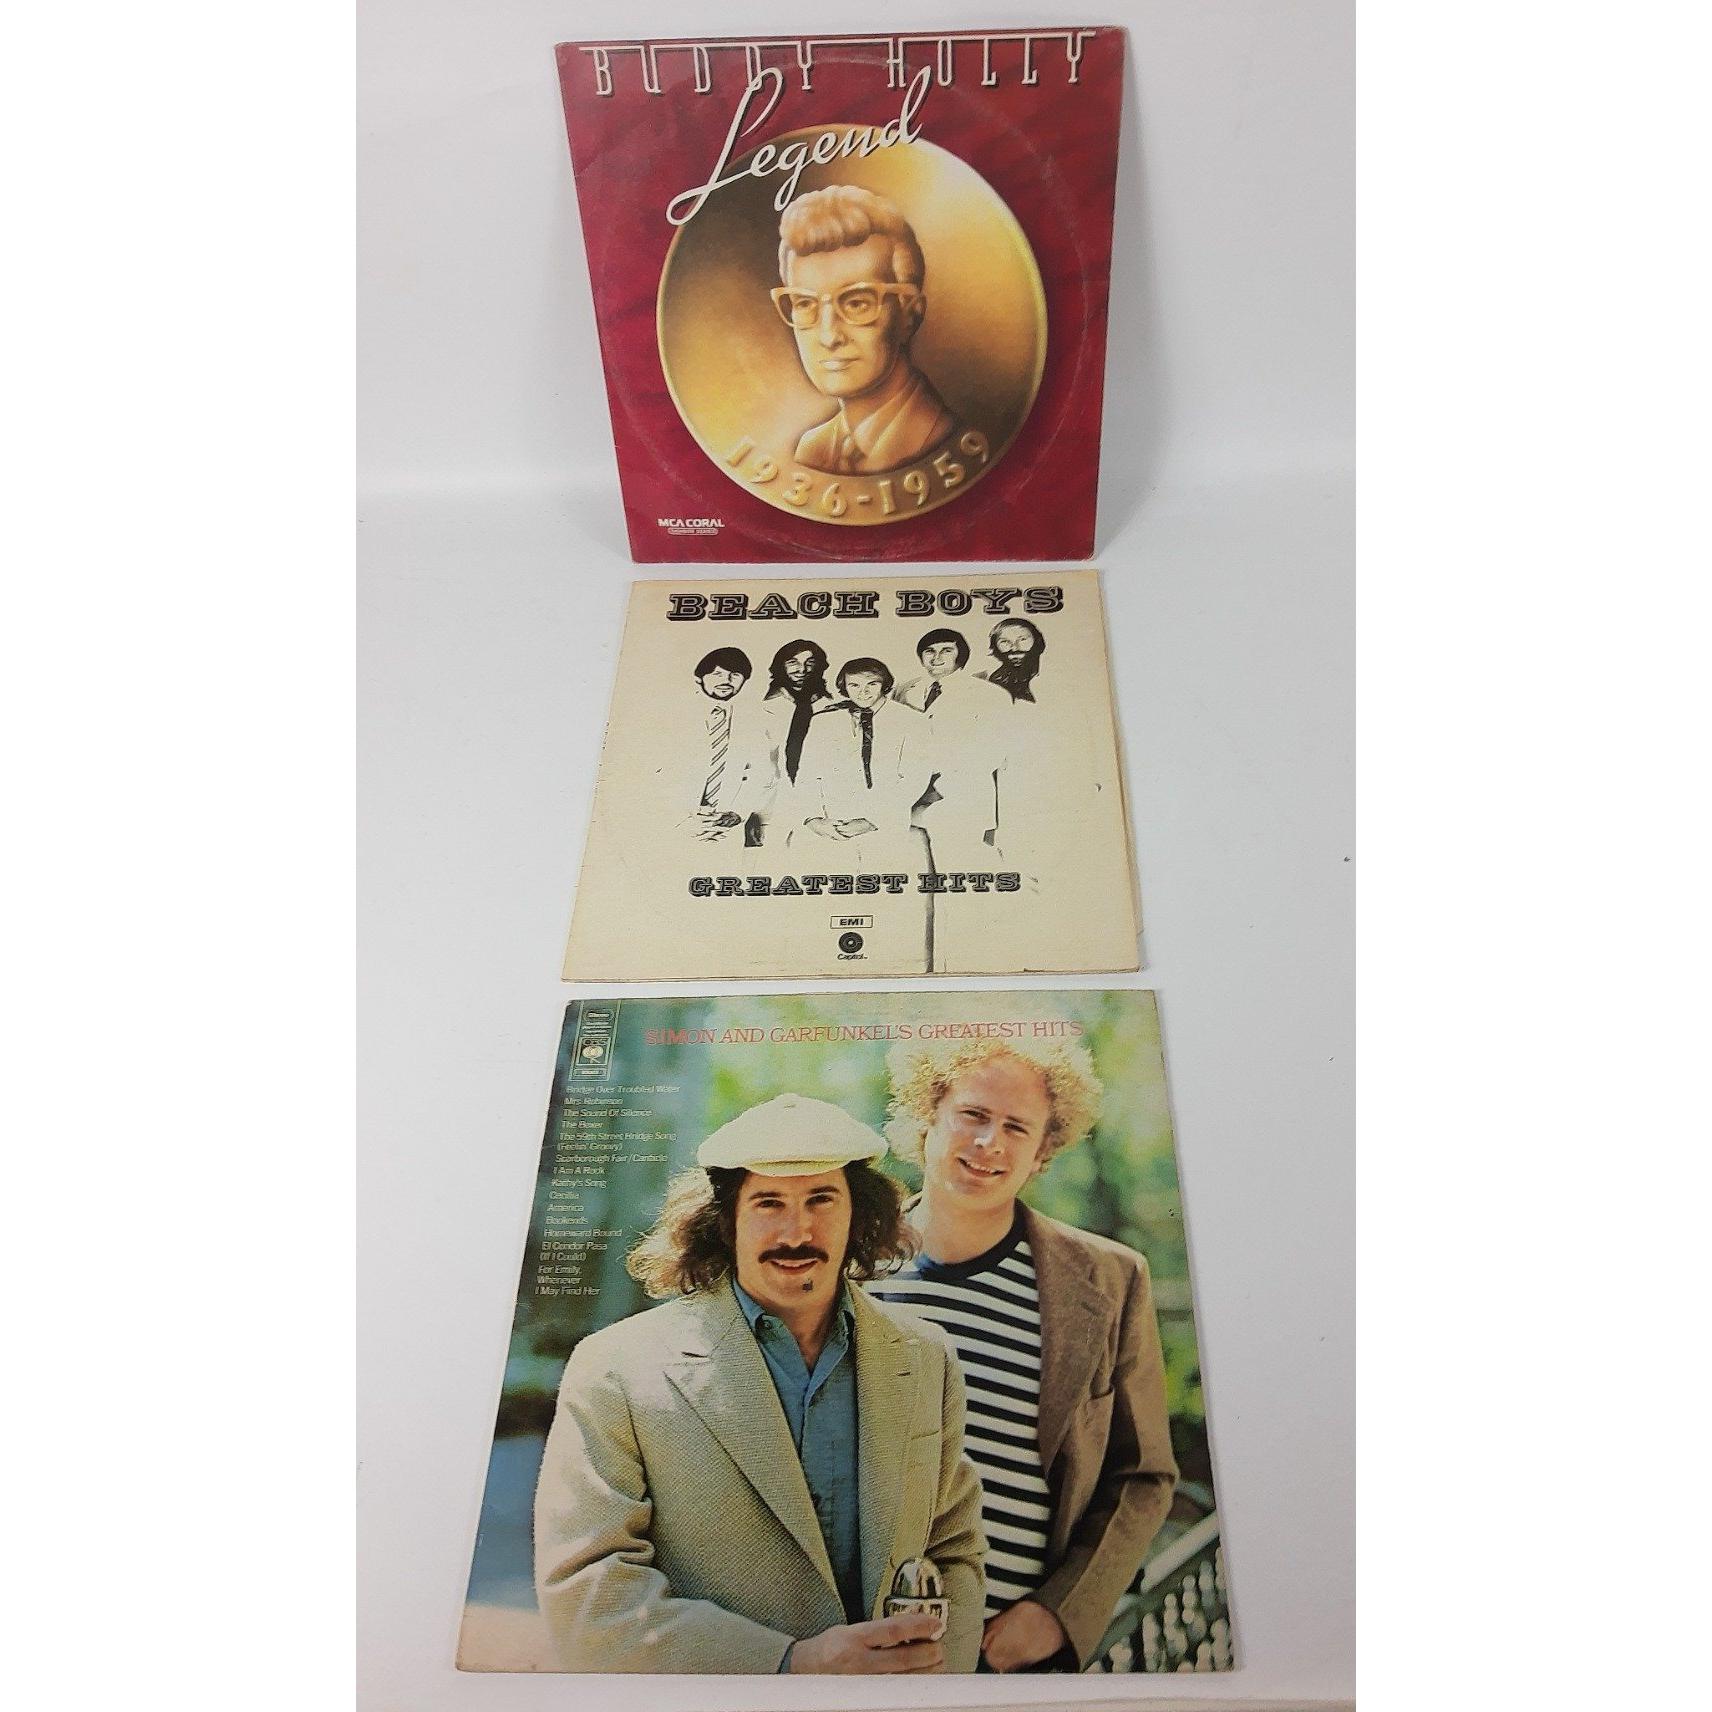 BUDDY HOLLY
Legend
1936-1959
MCA CORAL
BEACH BOYS
GREATEST HITS
EMI
Capitol
Stereo
CBS
SIMON AND GARFUNKEL'S GREATEST HITS
Bridge Over Troubled Water
Mrs. Robinson
The Sound Of Silence
The Boxer
The 59th Street Bridge Song
(Feelin' Groovy)
Scarborough Fair/Canticle
I Am A Rock
Kathy's Song
Cecilia
America
Bookends
Homeward Bound
El Condor Pasa
(If I Could)
For Emily,
Whenever
I May Find Her